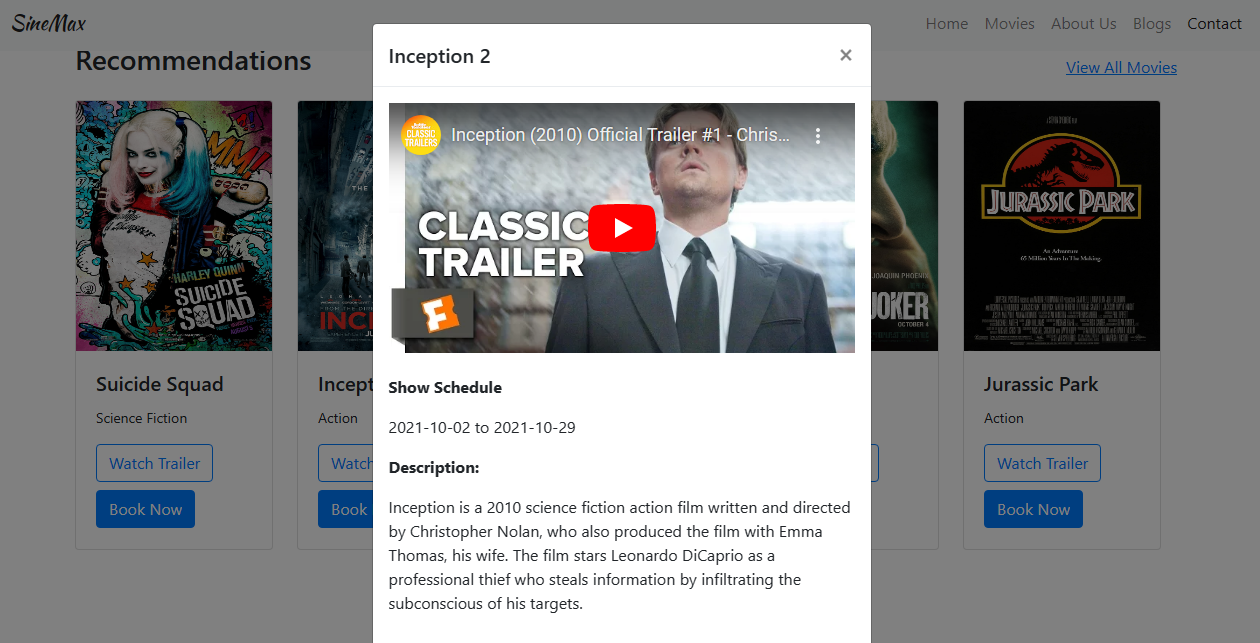 SineMax
Home Movies About Us Blogs Contact
Recommendations
View All Movies
Inception 2
×
CLASSIC
TRAILERS
Inception (2010) Official Trailer #1 - Chris...
CLASSIC
TRAILER
F
Show Schedule
2021-10-02 to 2021-10-29
Description:
Inception is a 2010 science fiction action film written and directed
by Christopher Nolan, who also produced the film with Emma
Thomas, his wife. The film stars Leonardo DiCaprio as a
professional thief who steals information by infiltrating the
subconscious of his targets.
HARLEY QUINN
SUICIDE
SQUAD
Suicide Squad
Science Fiction
Watch Trailer
Book Now
THE
INC
Incept
Action
Watch
Book
JOAQUIN PHOENIX
JOKER
OCTOBER 4
JURASSIC PARK
An Adventure
65 Million Years In The Making.
Jurassic Park
Action
Watch Trailer
Book Now